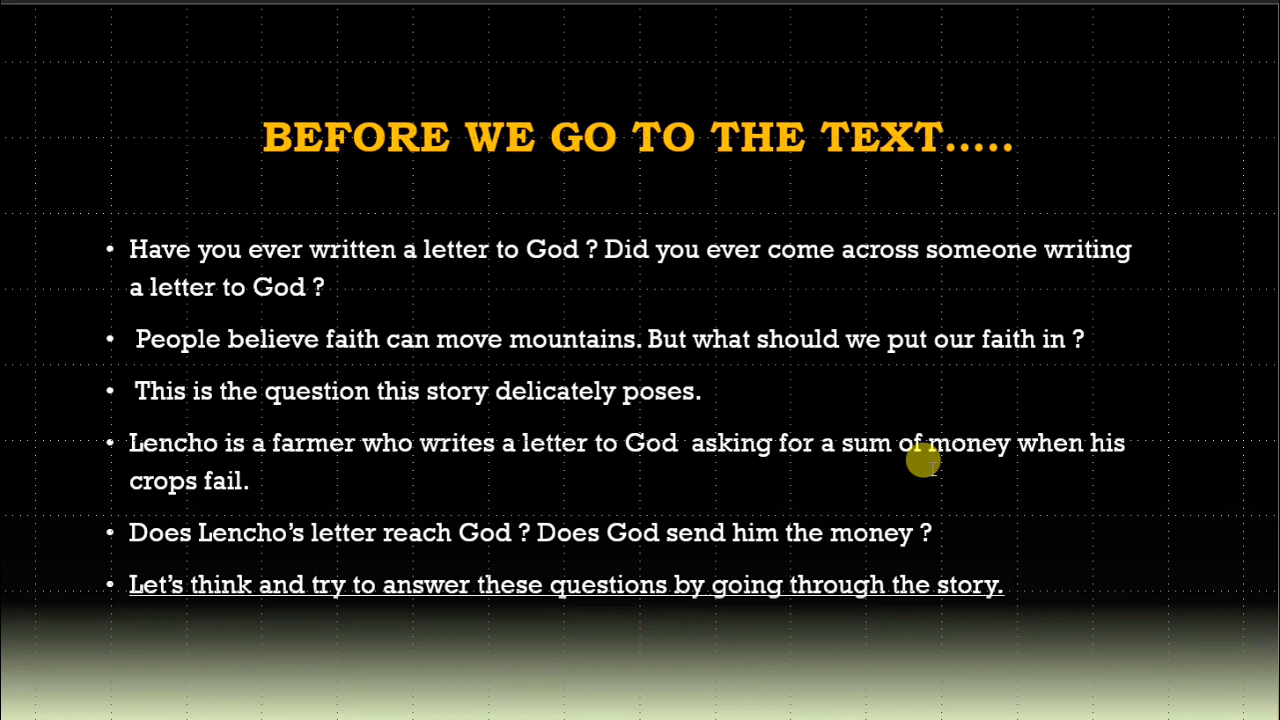 BEFORE WE GO TO THE TEXT.....
• Have you ever written a letter to God ? Did you ever come across someone writing
a letter to God ?
• People believe faith can move mountains. But what should we put our faith in ?
• This is the question this story delicately poses.
• Lencho is a farmer who writes a letter to God asking for a sum of money when his
crops fail.
• Does Lencho’s letter reach God ? Does God send him the money ?
• Let’s think and try to answer these questions by going through the story.